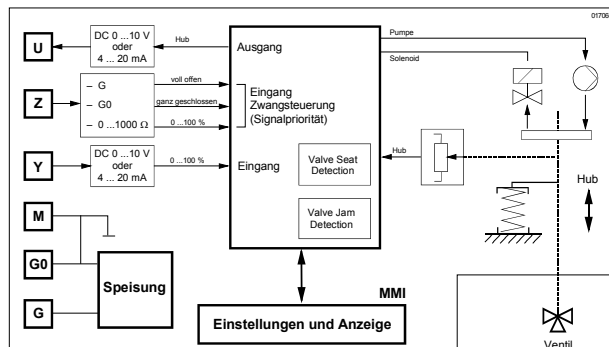 01706
U
DC 0 ...10 V
oder
4 ... 20 mA
Hub
Ausgang
Pumpe
Solenoid
Z
– G
– G0
– 0 ...1000 Ω
voll offen
ganz geschlossen
0 ...100 %
Eingang
Zwangsteuerung
(Signalpriorität)
Y
DC 0 ...10 V
oder
4 ... 20 mA
0 ...100 %
Eingang
Valve Seat
Detection
Valve Jam
Detection
Hub
Hub
M
G0
G
Speisung
MMI
Einstellungen und Anzeige
Ventil